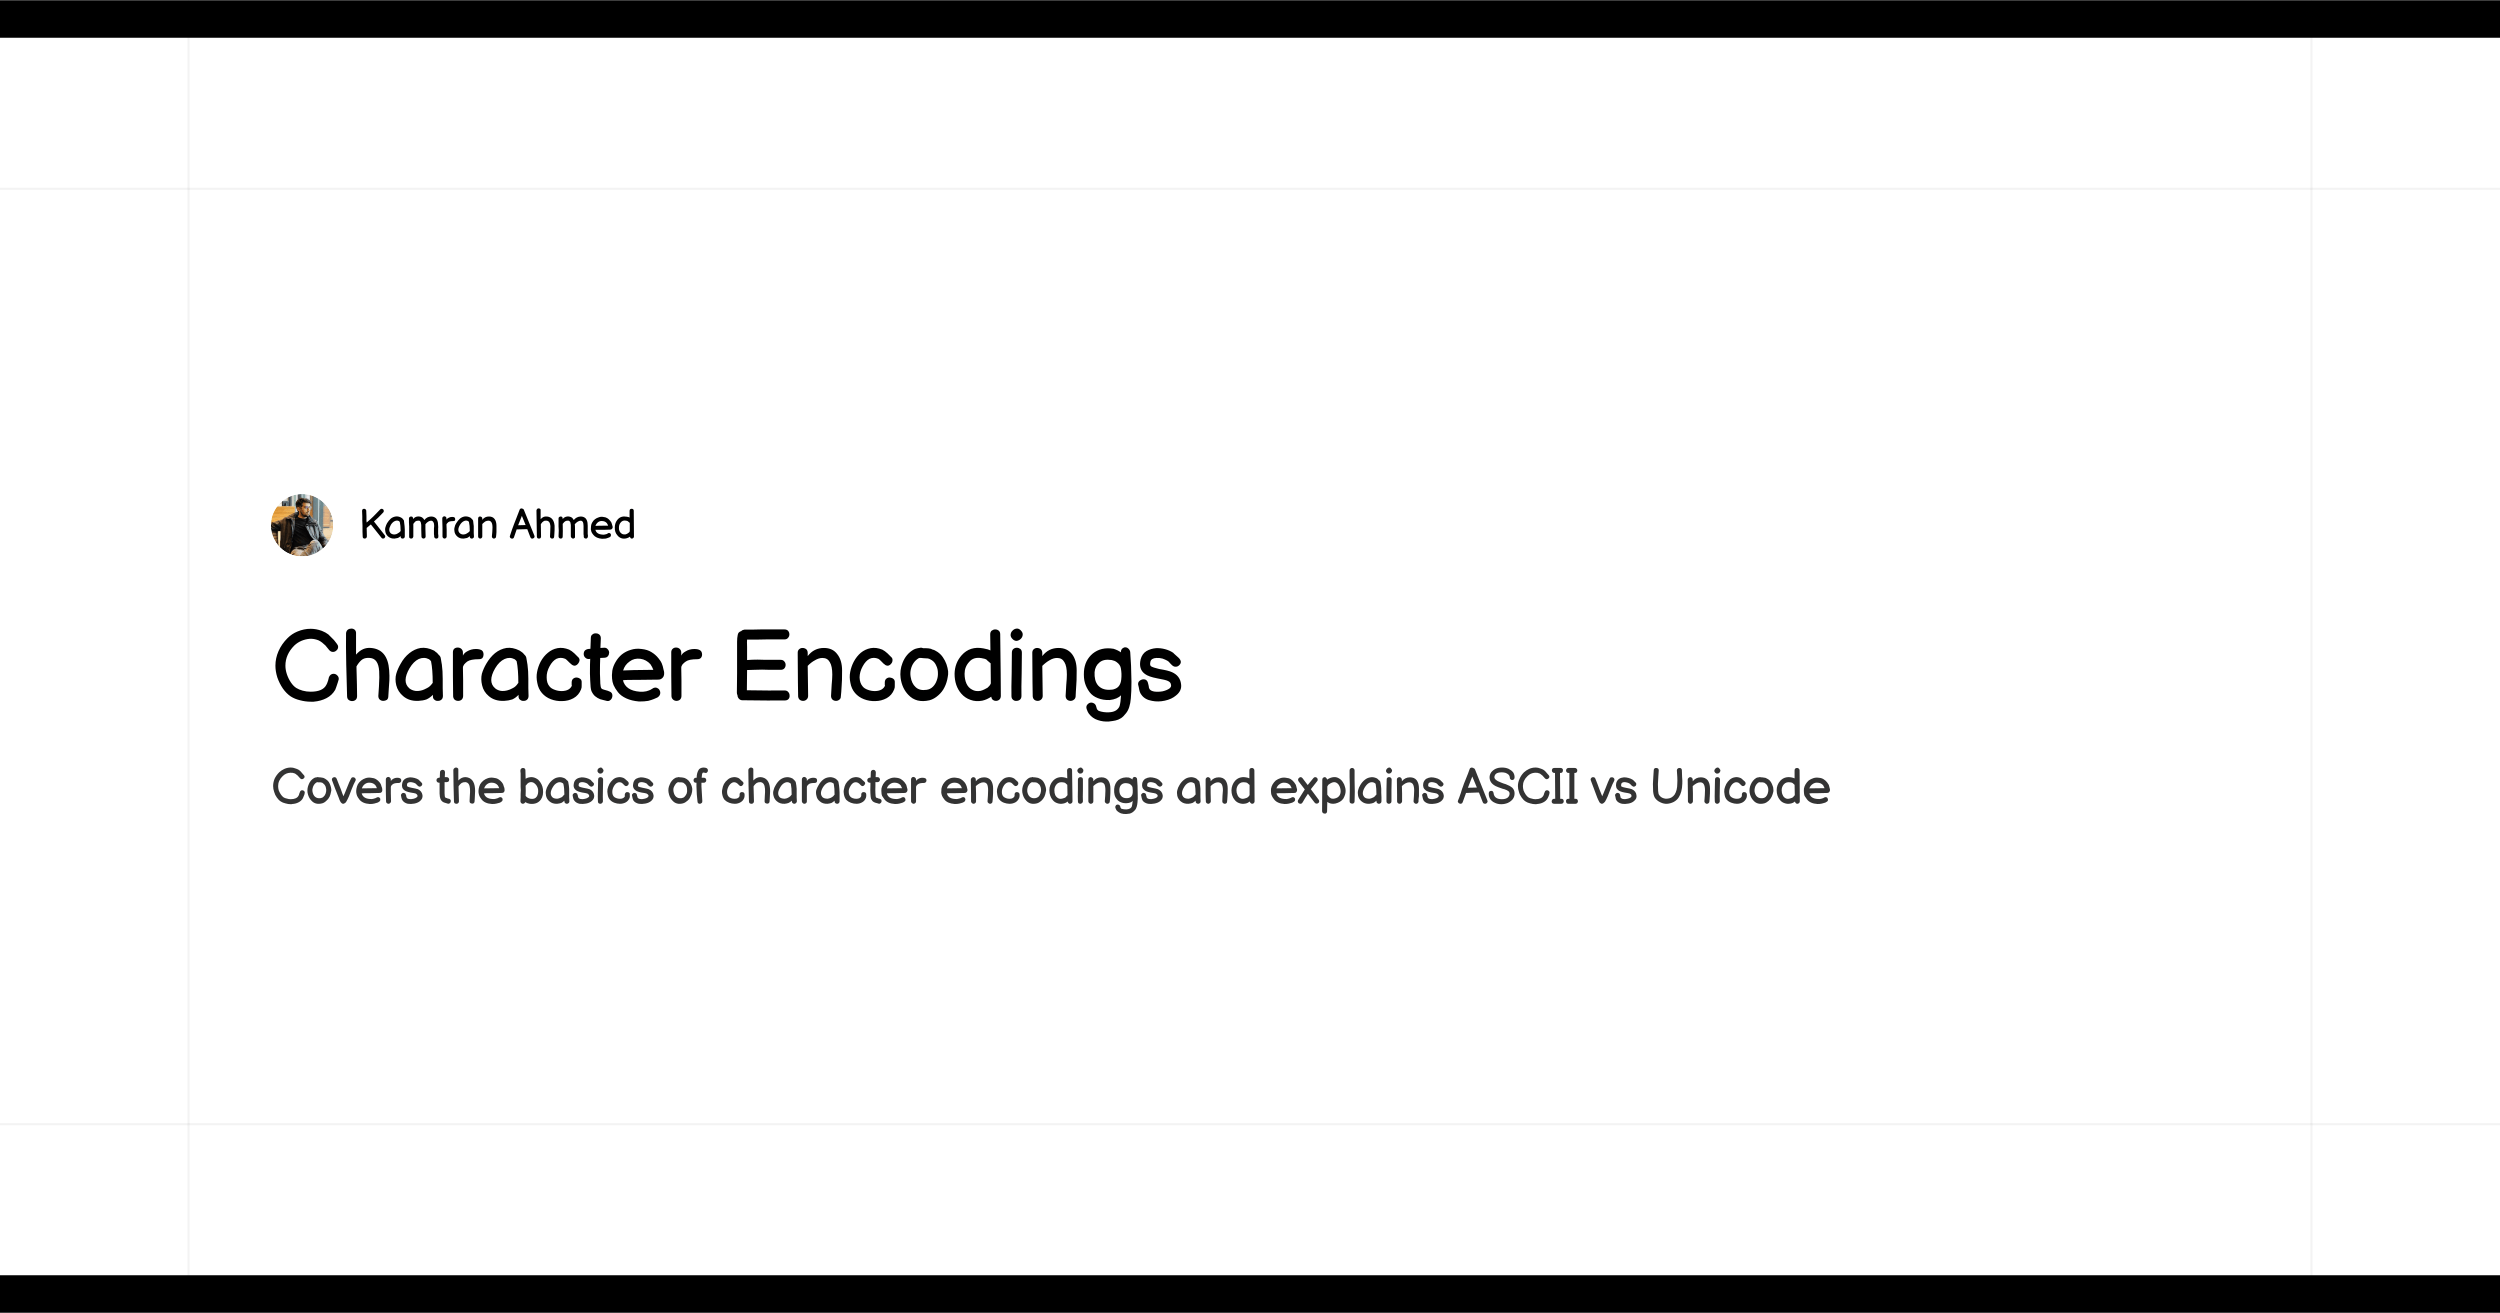 Kamran Ahmed
Character Encodings
Covers the basics of character encodings and explains ASCII vs Unicode